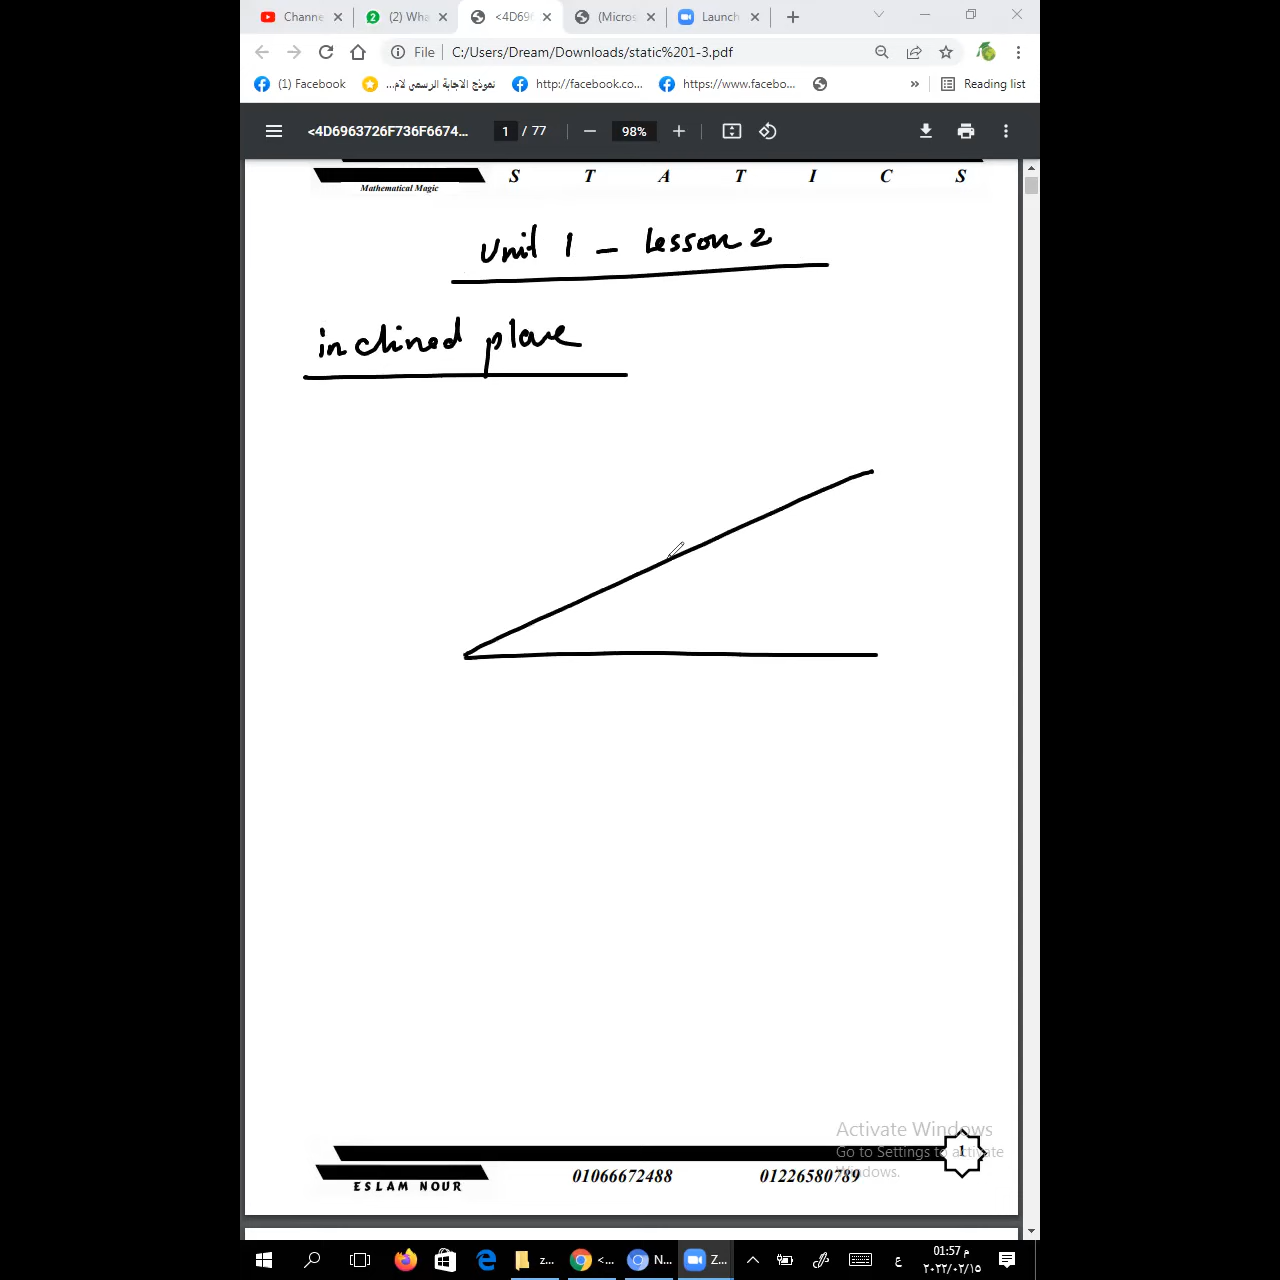 Channe
(2) Wha
<4D69
(Micros
Launch
File C:/Users/Dream/Downloads/static%201-3.pdf
(1) Facebook
نموذج الاجابة الرسمى لام...
http://facebook.co...
https://www.facebo...
»
Reading list
<4D6963726F736F6674...
1 / 77
98%
Mathematical Magic
S T A T I C S
Unit 1 - Lesson 2
inclined plane
Activate Windows
Go to Settings to activate
Windows.
1
ESLAM NOUR
01066672488 01226580789
z...
<...
N...
Z...
ع
01:57 م
٢٠٢٢/٠٢/١٥